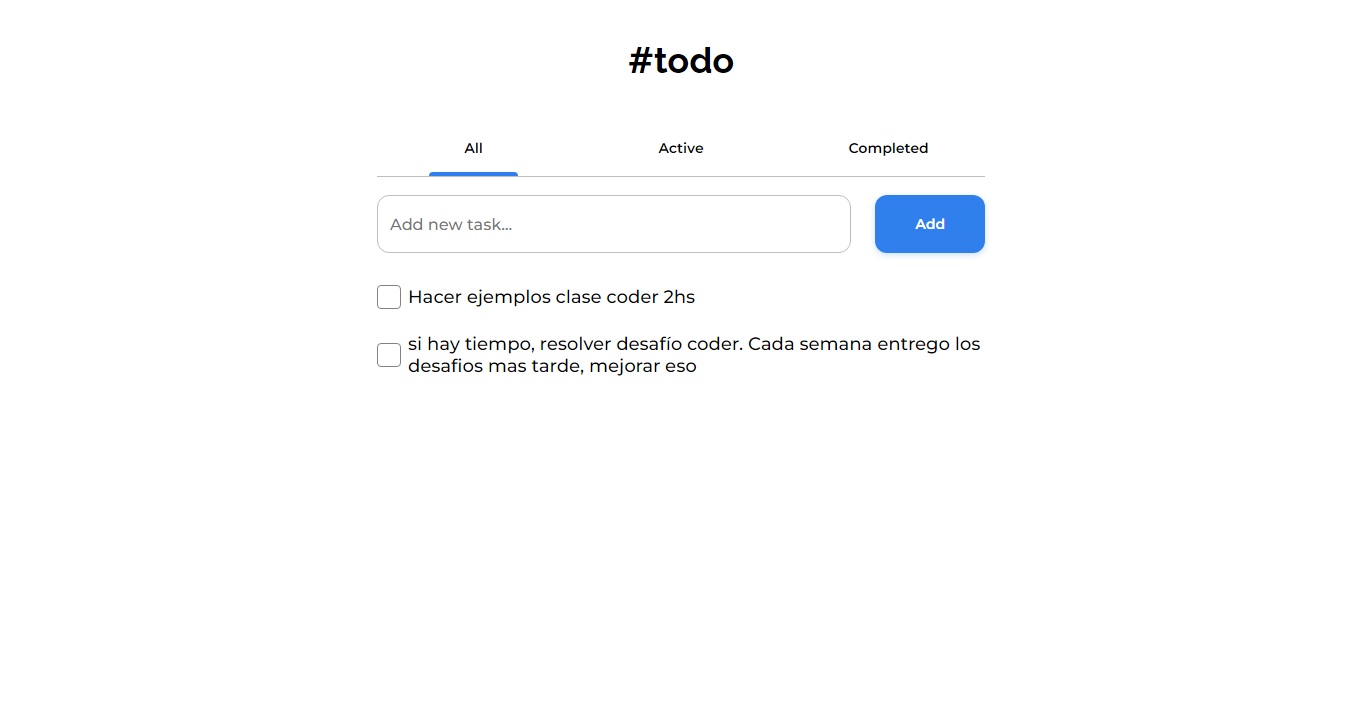 #todo
All
Active
Completed
Add new task...
Add
Hacer ejemplos clase coder 2hs
si hay tiempo, resolver desafío coder. Cada semana entrego los
desafios mas tarde, mejorar eso